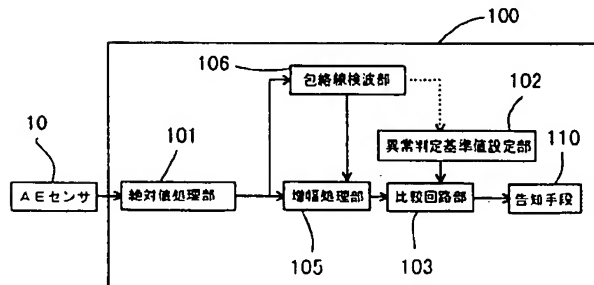 100
106
包絡線検波部
102
10
101
異常判定基準値設定部
110
AEセンサ
絶対値処理部
増幅処理部
比較回路部
告知手段
105
103